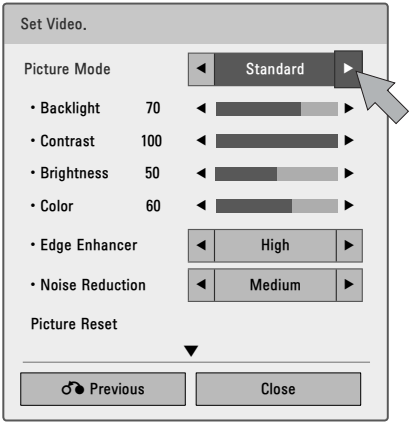 Set Video.
Picture Mode ◀ Standard ▶
• Backlight 70 ◀ ▶
• Contrast 100 ◀ ▶
• Brightness 50 ◀ ▶
• Color 60 ◀ ▶
• Edge Enhancer ◀ High ▶
• Noise Reduction ◀ Medium ▶
Picture Reset
▼
Previous Close